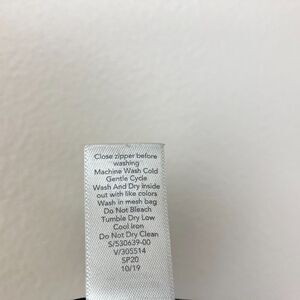 Close zipper before
washing
Machine Wash Cold
Gentle Cycle
Wash And Dry inside
out with like colors
Wash in mesh bag
Do Not Bleach
Tumble Dry Low
Cool Iron
Do Not Dry Clean
S/530639-00
V/305514
SP20
10/19